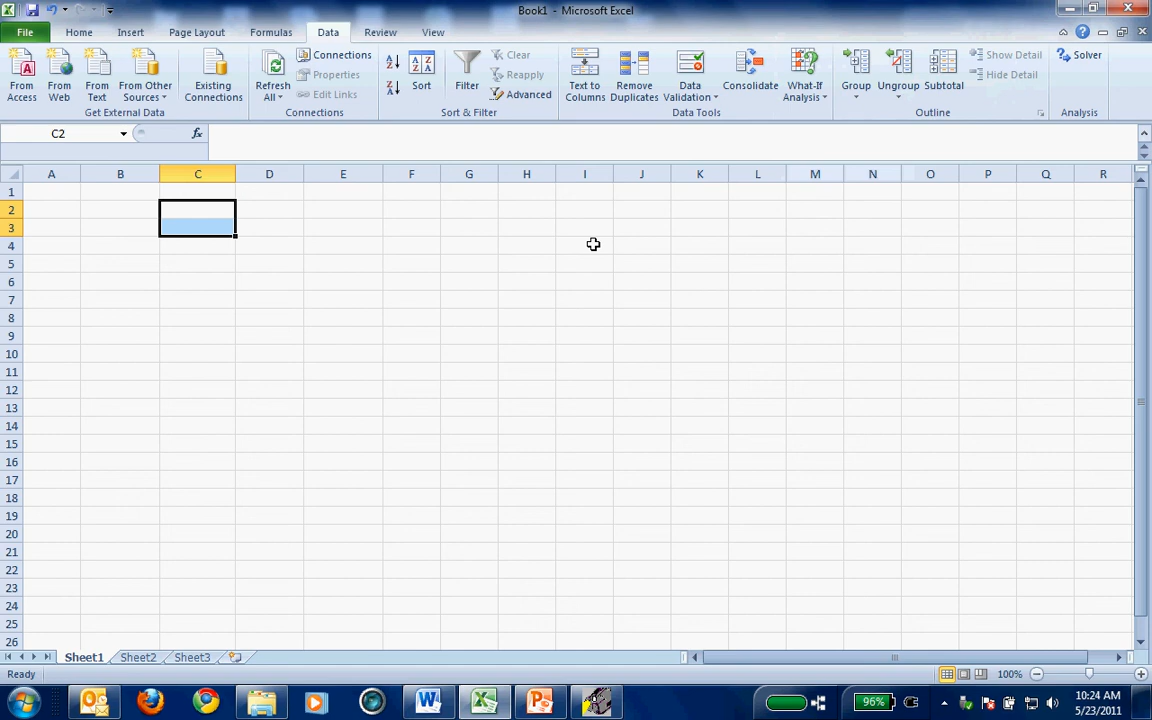 Book1 - Microsoft Excel
File Home Insert Page Layout Formulas Data Review View
From Access
From Web
From Text
From Other Sources
Existing Connections
Get External Data
Refresh All
Connections
Properties
Edit Links
Connections
Sort
Filter
Clear
Reapply
Advanced
Sort & Filter
Text to Columns
Remove Duplicates
Data Validation
Consolidate
What-If Analysis
Data Tools
Group
Ungroup
Subtotal
Show Detail
Hide Detail
Outline
Solver
Analysis
C2 fx
A B C D E F G H I J K L M N O P Q R
1
2
3
4
5
6
7
8
9
10
11
12
13
14
15
16
17
18
19
20
21
22
23
24
25
26
Sheet1 Sheet2 Sheet3
Ready 100%
96% 10:24 AM
5/23/2011